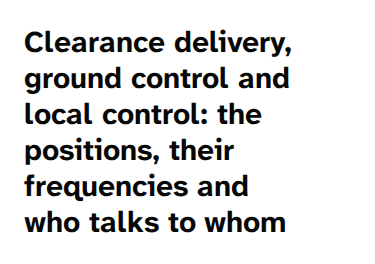 Clearance delivery,
ground control and
local control: the
positions, their
frequencies and
who talks to whom